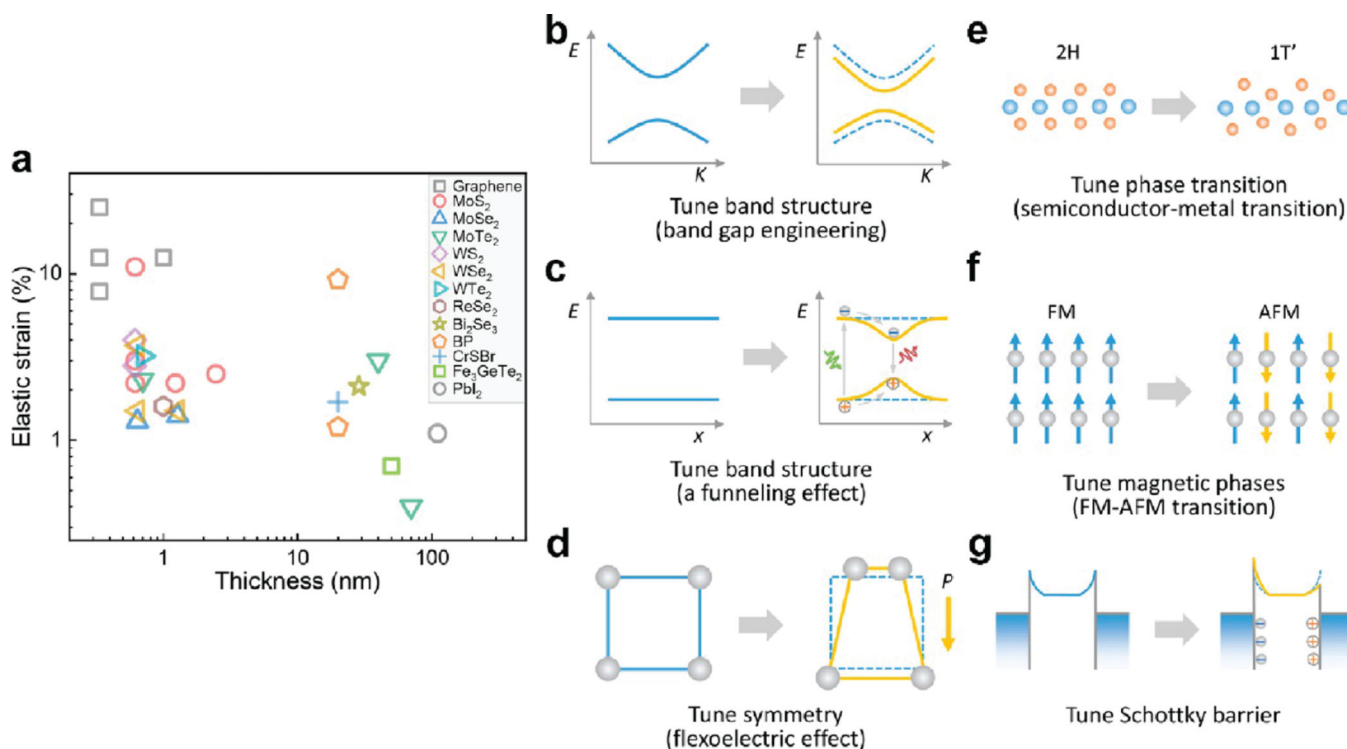 a
Elastic strain (%)
10
1
1
10
100
Thickness (nm)
Graphene
MoS₂
MoSe₂
MoTe₂
WS₂
WSe₂
WTe₂
ReSe₂
Bi₂Se₃
BP
CrSBr
Fe₃GeTe₂
PbI₂
b
E
K
E
K
Tune band structure
(band gap engineering)
c
E
x
E
x
Tune band structure
(a funneling effect)
d
P
Tune symmetry
(flexoelectric effect)
e
2H
1T’
Tune phase transition
(semiconductor-metal transition)
f
FM
AFM
Tune magnetic phases
(FM-AFM transition)
g
Tune Schottky barrier